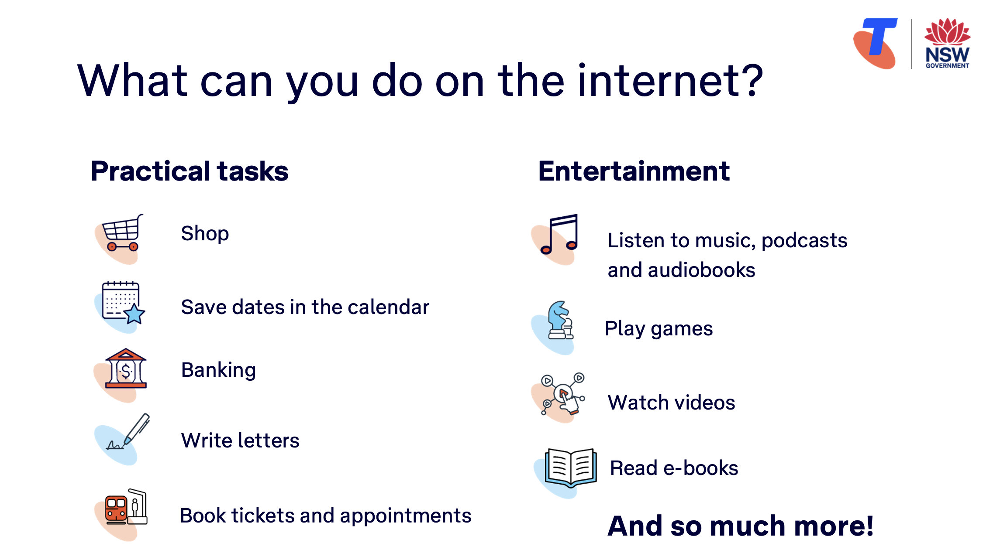 T
NSW
GOVERNMENT
What can you do on the internet?
Practical tasks
Shop
Save dates in the calendar
$
Banking
Write letters
Book tickets and appointments
Entertainment
Listen to music, podcasts
and audiobooks
Play games
Watch videos
Read e-books
And so much more!